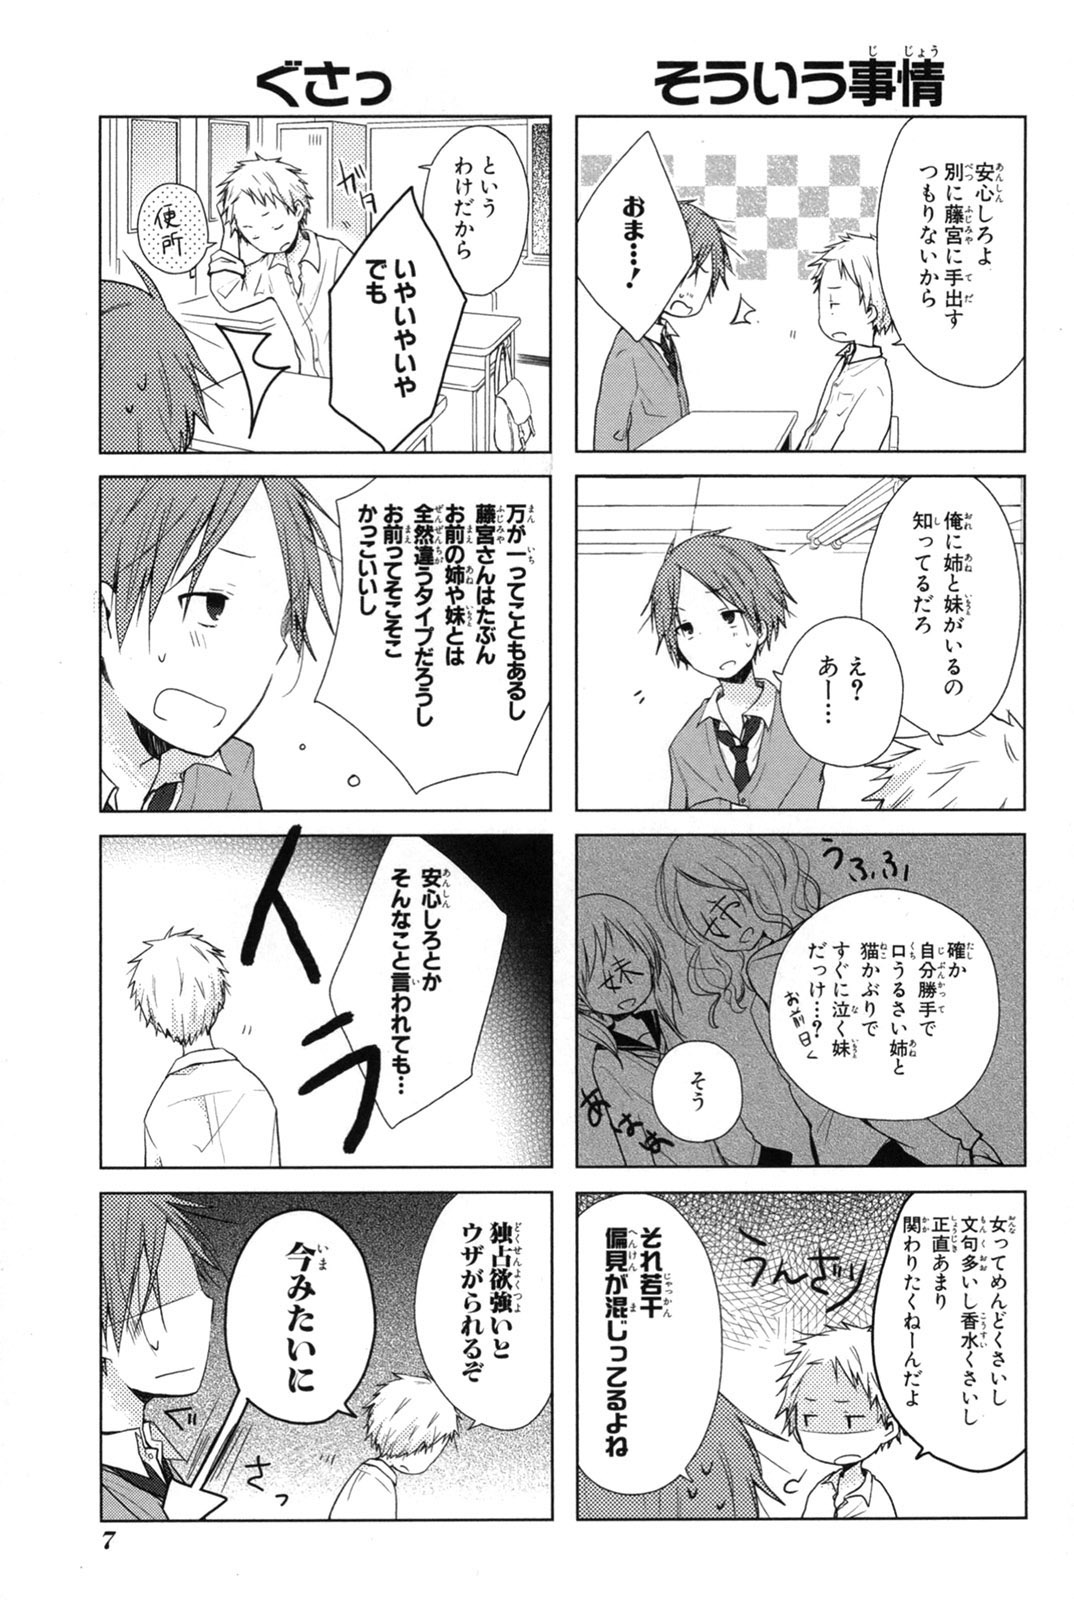 そういう事情
安心しろよ
別に藤宮に手出す
つもりないから
おま…！
俺に姉と妹がいるの
知ってるだろ
え？
あー…
うふふ
姉
妹
確か
自分勝手で
口うるさい姉と
猫かぶりで
すぐに泣く妹
だっけ…？
お前曰く
そう
あはは
女ってめんどくさいし
文句多いし香水くさいし
正直あまり
関わりたくねーんだよ
うんざり
それ若干
偏見が混じってるよね
ぐさっ
という
わけだから
ガタ
便所
いやいやいや
でも
万が一ってこともあるし
藤宮さんはたぶん
お前の姉や妹とは
全然違うタイプだろうし
お前ってそこそこ
かっこいいし
安心しろとか
そんなこと言われても…
イラ
独占欲強いと
ウザがられるぞ
今みたいに
ぐ
さっ
7